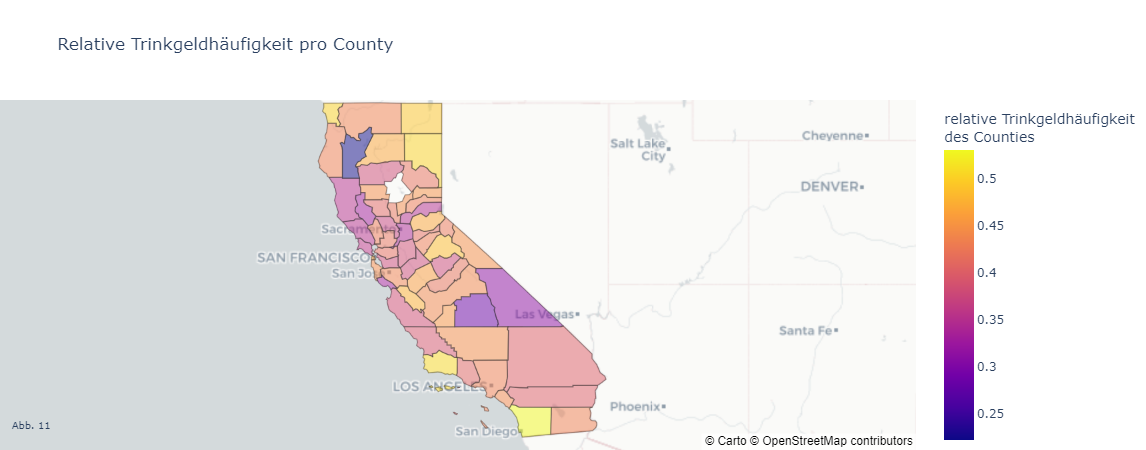 Relative Trinkgeldhäufigkeit pro County
relative Trinkgeldhäufigkeit
des Counties
0.5
0.45
0.4
0.35
0.3
0.25
Salt Lake
City
Cheyenne
DENVER
Sacramento
SAN FRANCISCO
San José
Las Vegas
Santa Fe
LOS ANGELES
Phoenix
San Diego
Abb. 11
© Carto © OpenStreetMap contributors